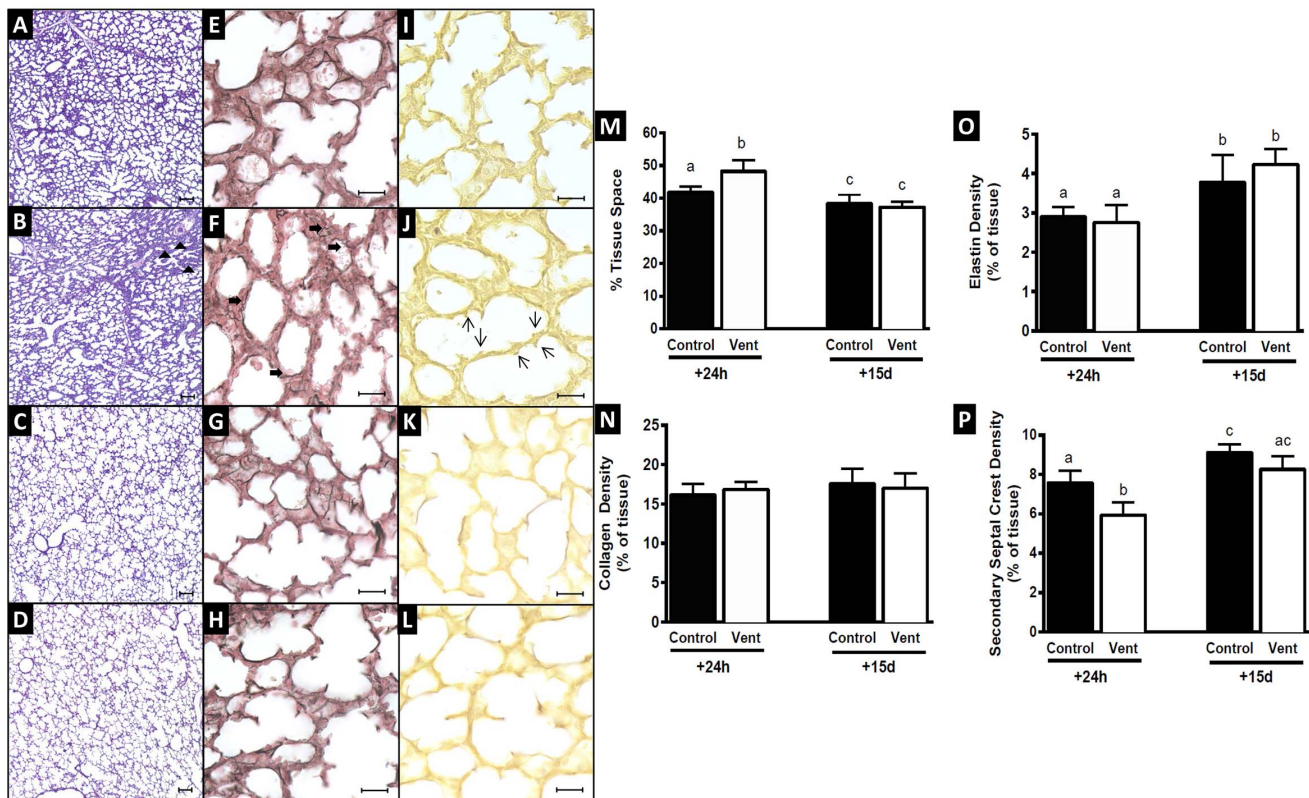 A
E
I
B
F
J
C
G
K
D
H
L
M
% Tissue Space
60
50
40
30
20
10
0
a
b
c
c
Control Vent Control Vent
+24h +15d
N
Collagen Density
(% of tissue)
25
20
15
10
5
0
Control Vent Control Vent
+24h +15d
O
Elastin Density
(% of tissue)
5
4
3
2
1
0
a
a
b
b
Control Vent Control Vent
+24h +15d
P
Secondary Septal Crest Density
(% of tissue)
10
8
6
4
2
0
a
b
c
ac
Control Vent Control Vent
+24h +15d